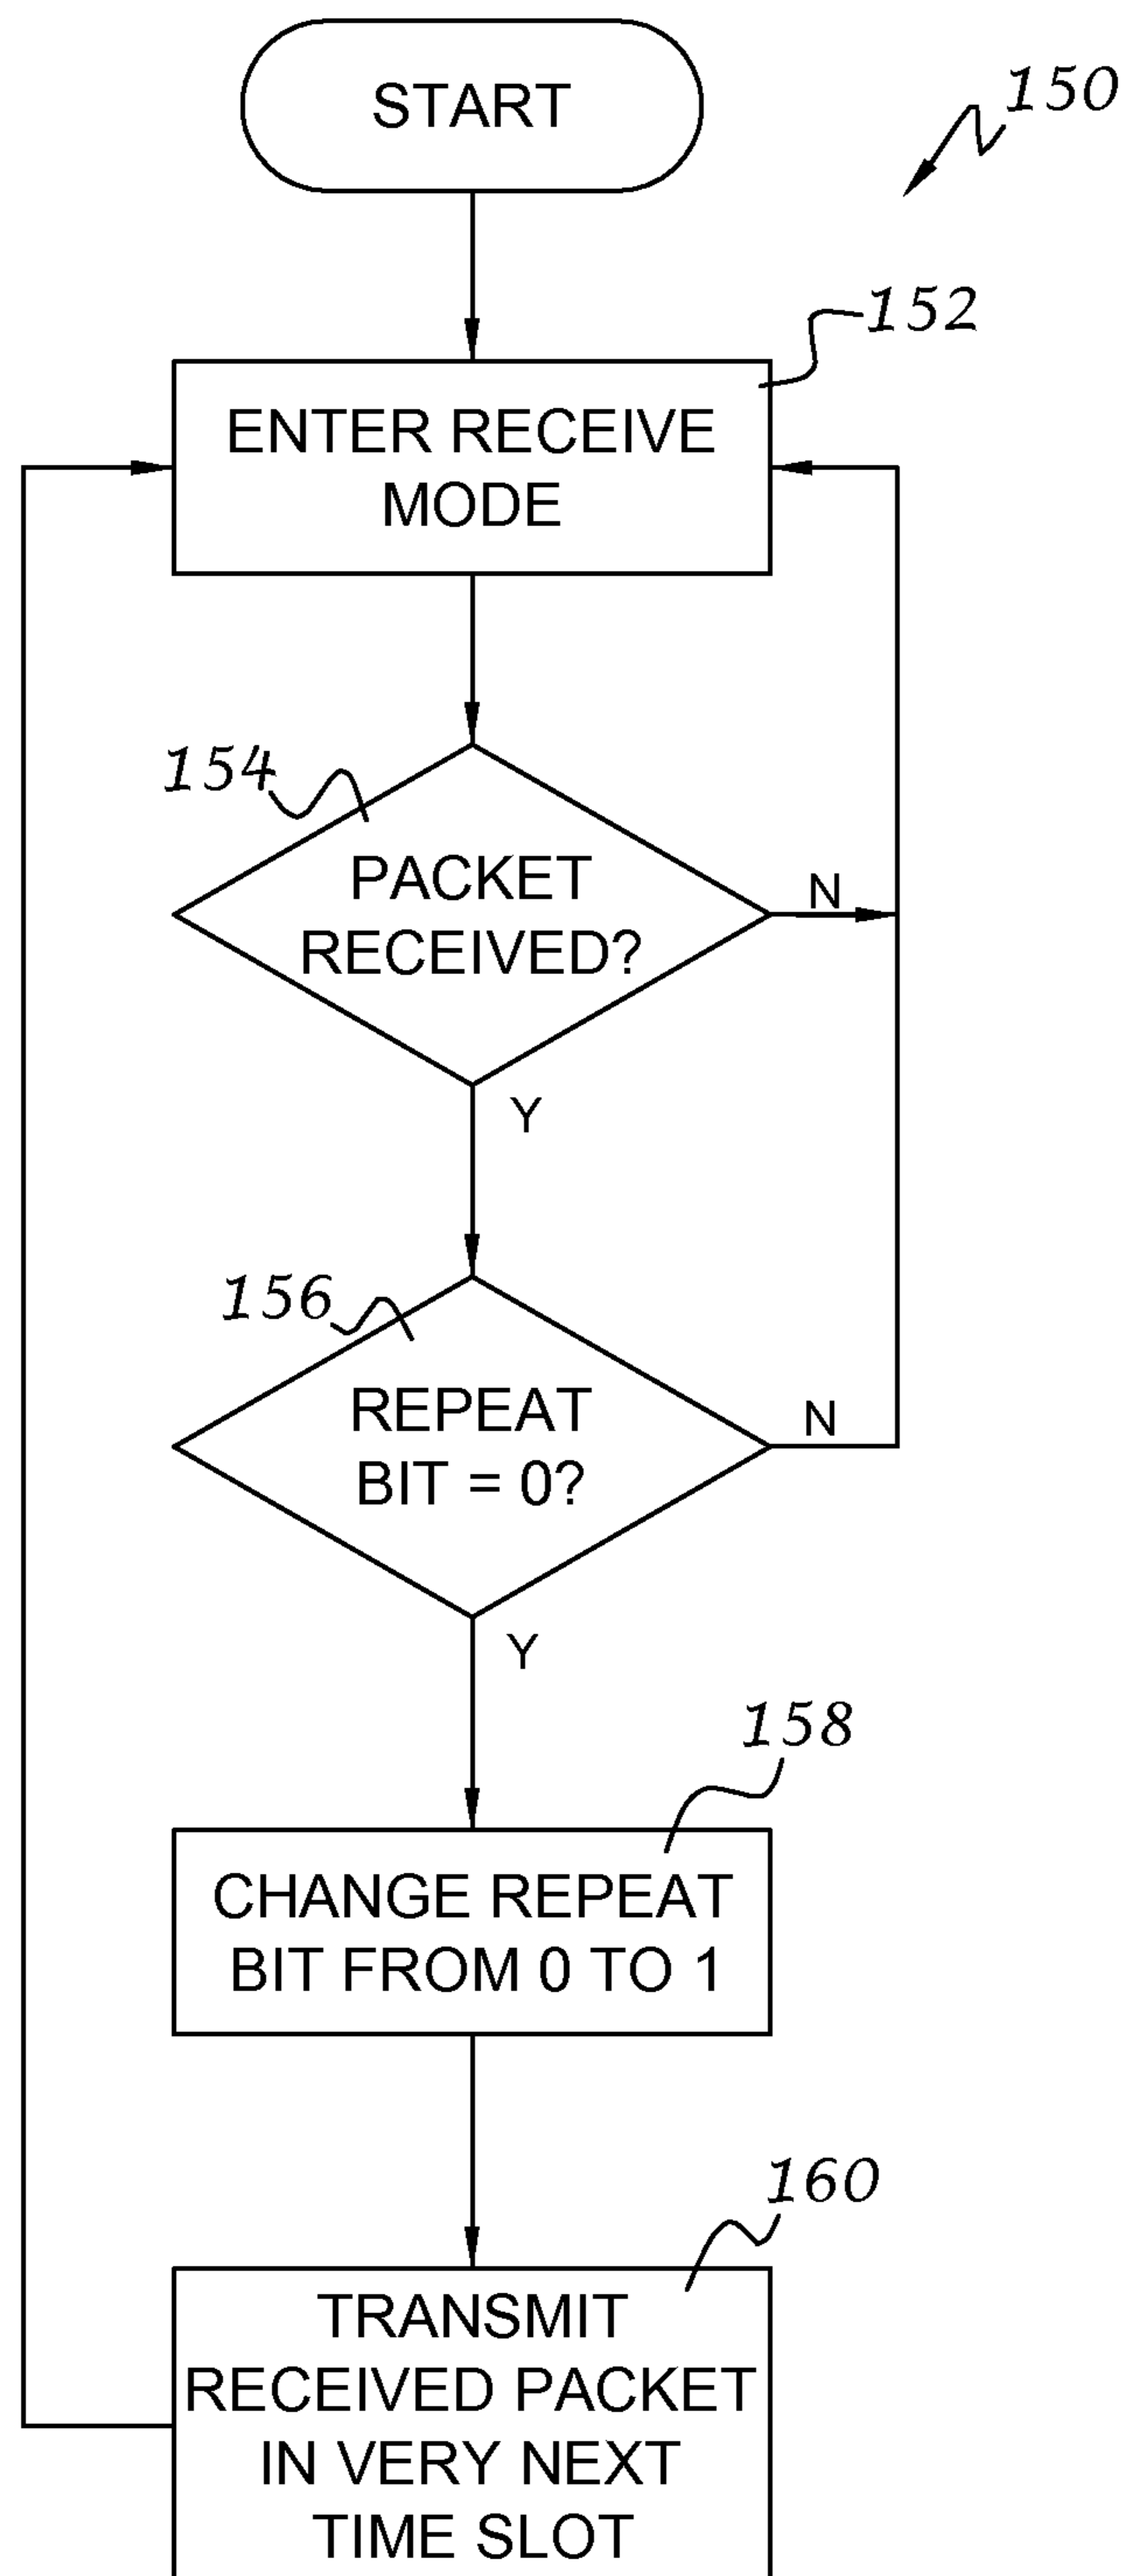 START
150
152
ENTER RECEIVE
MODE
154
PACKET
RECEIVED?
N
Y
156
REPEAT
BIT = 0?
N
Y
158
CHANGE REPEAT
BIT FROM 0 TO 1
160
TRANSMIT
RECEIVED PACKET
IN VERY NEXT
TIME SLOT